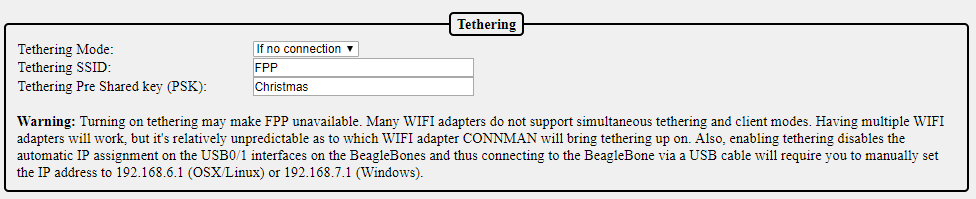 Tethering
Tethering Mode: If no connection
Tethering SSID: FPP
Tethering Pre Shared key (PSK): Christmas
Warning: Turning on tethering may make FPP unavailable. Many WIFI adapters do not support simultaneous tethering and client modes. Having multiple WIFI
adapters will work, but it's relatively unpredictable as to which WIFI adapter CONNMAN will bring tethering up on. Also, enabling tethering disables the
automatic IP assignment on the USB0/1 interfaces on the BeagleBones and thus connecting to the BeagleBone via a USB cable will require you to manually set
the IP address to 192.168.6.1 (OSX/Linux) or 192.168.7.1 (Windows).